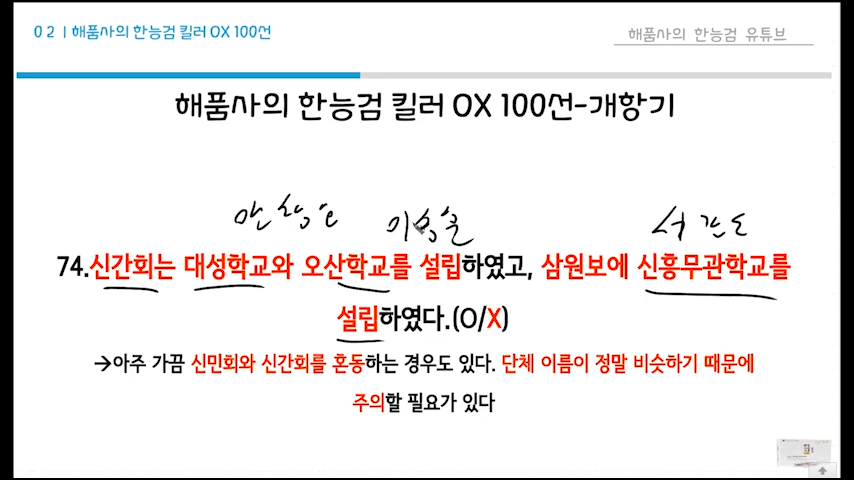 02 | 해품사의 한능검 킬러 OX 100선
해품사의 한능검 유튜브
해품사의 한능검 킬러 OX 100선-개항기
안창호 이승훈 서간도
74.신간회는 대성학교와 오산학교를 설립하였고, 삼원보에 신흥무관학교를
설립하였다.(O/X)
→아주 가끔 신민회와 신간회를 혼동하는 경우도 있다. 단체 이름이 정말 비슷하기 때문에
주의할 필요가 있다